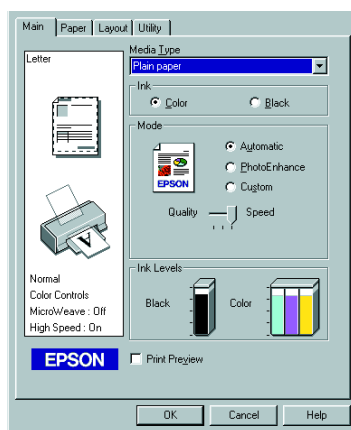 Main Paper Layout Utility
Letter
Media Type
Plain paper
Ink
Color Black
Mode
Automatic
PhotoEnhance
Custom
EPSON
Quality Speed
Normal
Color Controls
MicroWeave : Off
High Speed : On
Ink Levels
Black Color
EPSON
Print Preview
OK Cancel Help